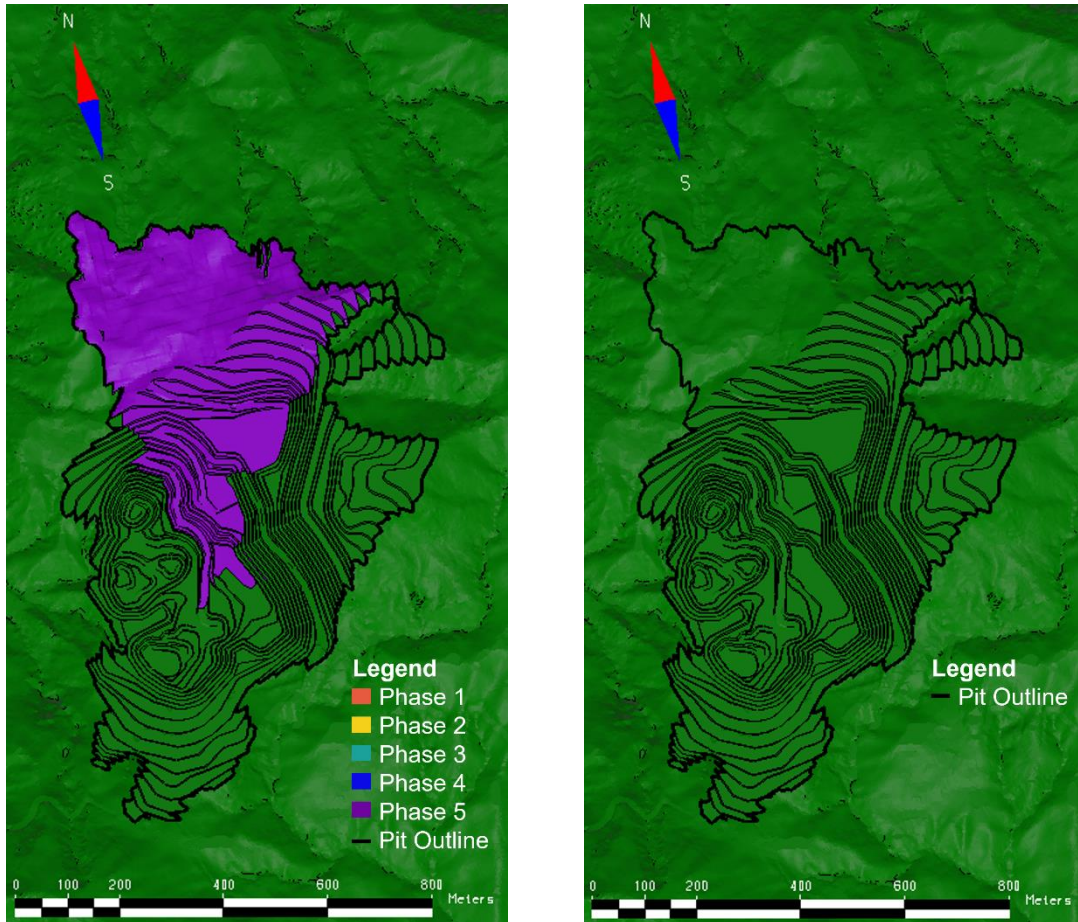 N
S
Legend
Phase 1
Phase 2
Phase 3
Phase 4
Phase 5
Pit Outline
0 100 200 400 600 800
Meters
N
S
Legend
Pit Outline
0 100 200 400 600 800
Meters